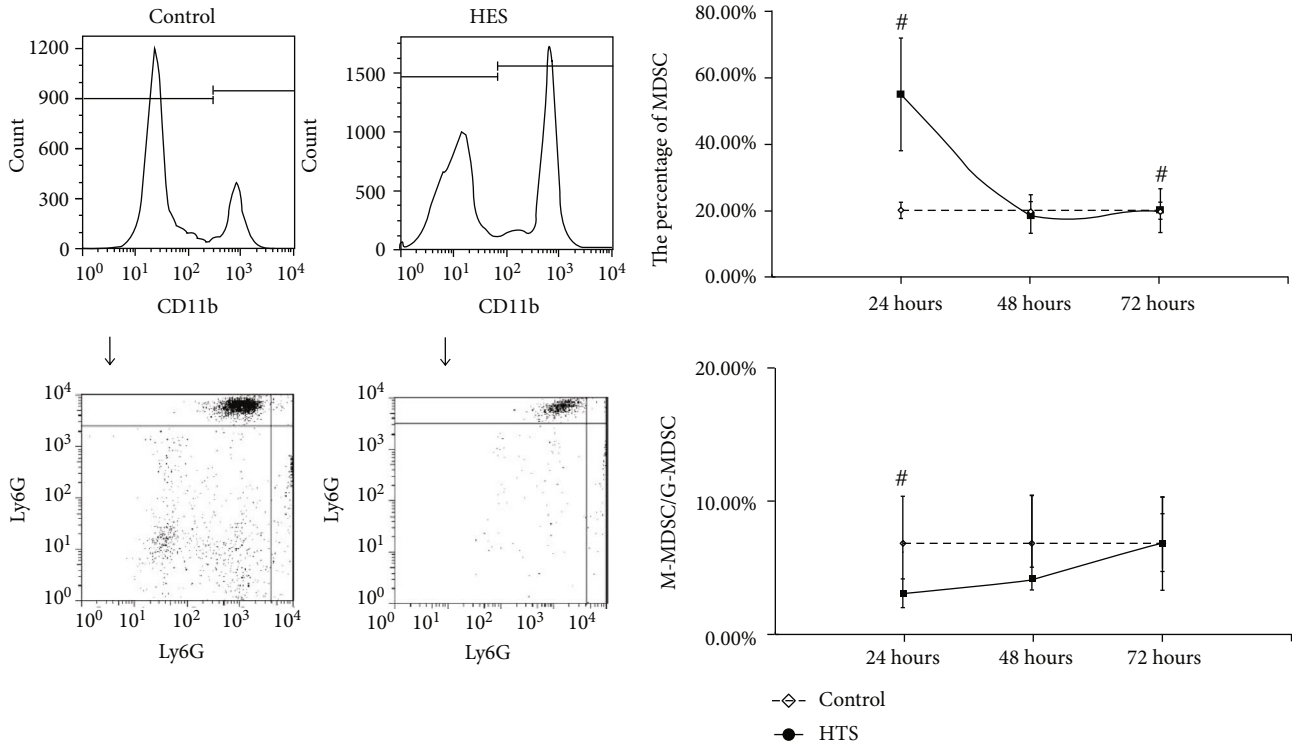 Control
1200
900
600
300
0
Count
10^0 10^1 10^2 10^3 10^4
CD11b
HES
1500
1000
500
0
Count
10^0 10^1 10^2 10^3 10^4
CD11b
80.00%
60.00%
40.00%
20.00%
0.00%
The percentage of MDSC
# #
24 hours 48 hours 72 hours
10^4
10^3
10^2
10^1
10^0
Ly6G
10^0 10^1 10^2 10^3 10^4
Ly6G
10^4
10^3
10^2
10^1
10^0
Ly6G
10^0 10^1 10^2 10^3 10^4
Ly6G
20.00%
10.00%
0.00%
M-MDSC/G-MDSC
#
24 hours 48 hours 72 hours
Control
HTS